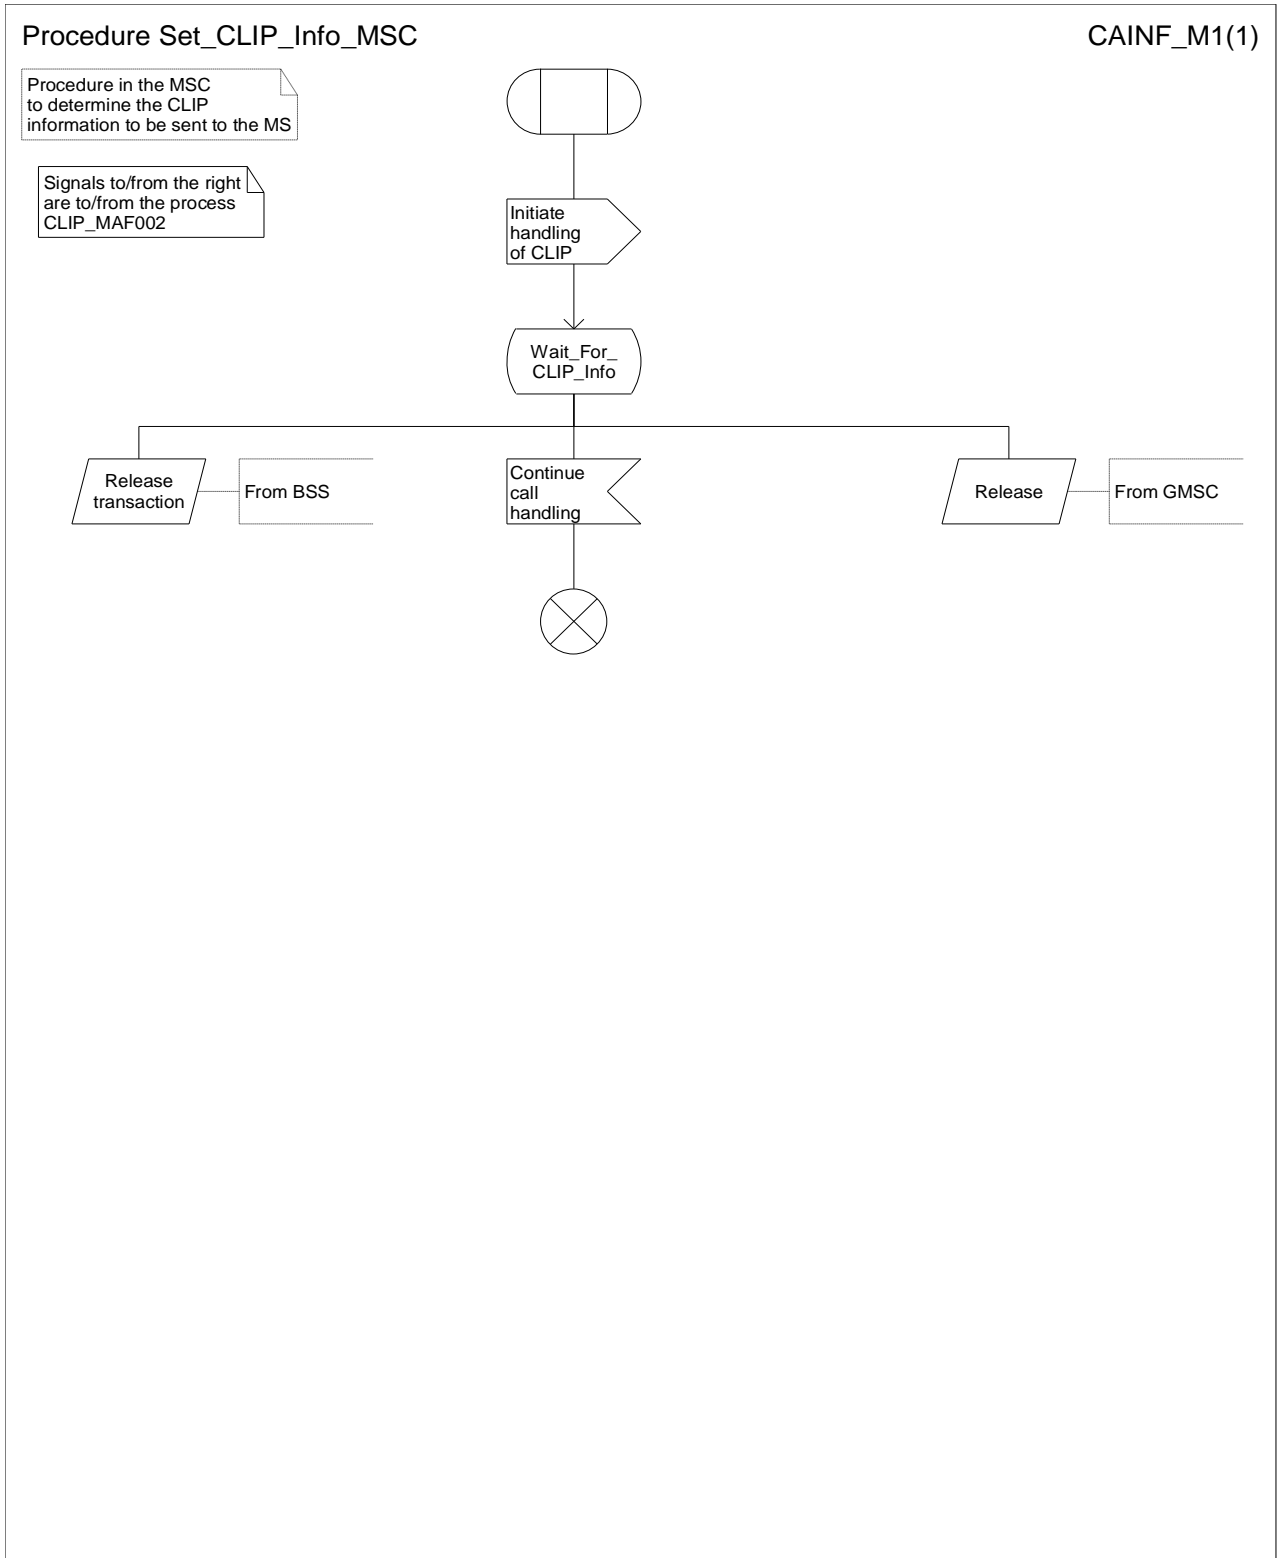 Procedure Set_CLIP_Info_MSC
CAINF_M1(1)
Procedure in the MSC
to determine the CLIP
information to be sent to the MS
Signals to/from the right
are to/from the process
CLIP_MAF002
Initiate
handling
of CLIP
Wait_For_
CLIP_Info
Release
transaction
From BSS
Continue
call
handling
Release
From GMSC